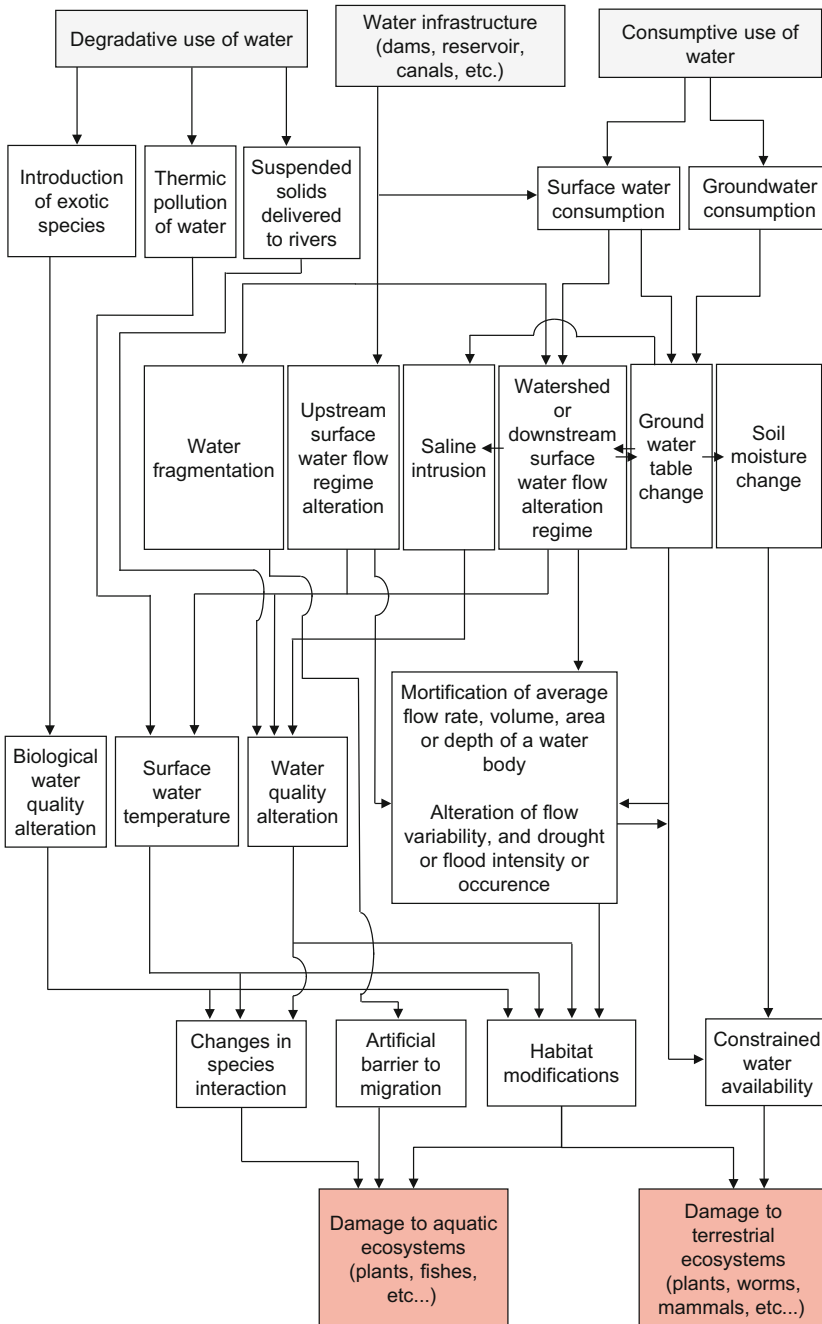 Degradative use of water
Water infrastructure
(dams, reservoir,
canals, etc.)
Consumptive use of
water
Introduction
of exotic
species
Thermic
pollution
of water
Suspended
solids
delivered
to rivers
Surface water
consumption
Groundwater
consumption
Water
fragmentation
Upstream
surface
water flow
regime
alteration
Saline
intrusion
Watershed
or
downstream
surface
water flow
alteration
regime
Ground
water
table
change
Soil
moisture
change
Mortification of average
flow rate, volume, area
or depth of a water
body
Alteration of flow
variability, and drought
or flood intensity or
occurence
Biological
water
quality
alteration
Surface
water
temperature
Water
quality
alteration
Changes in
species
interaction
Artificial
barrier to
migration
Habitat
modifications
Constrained
water
availability
Damage to aquatic
ecosystems
(plants, fishes,
etc...)
Damage to
terrestrial
ecosystems
(plants, worms,
mammals, etc...)